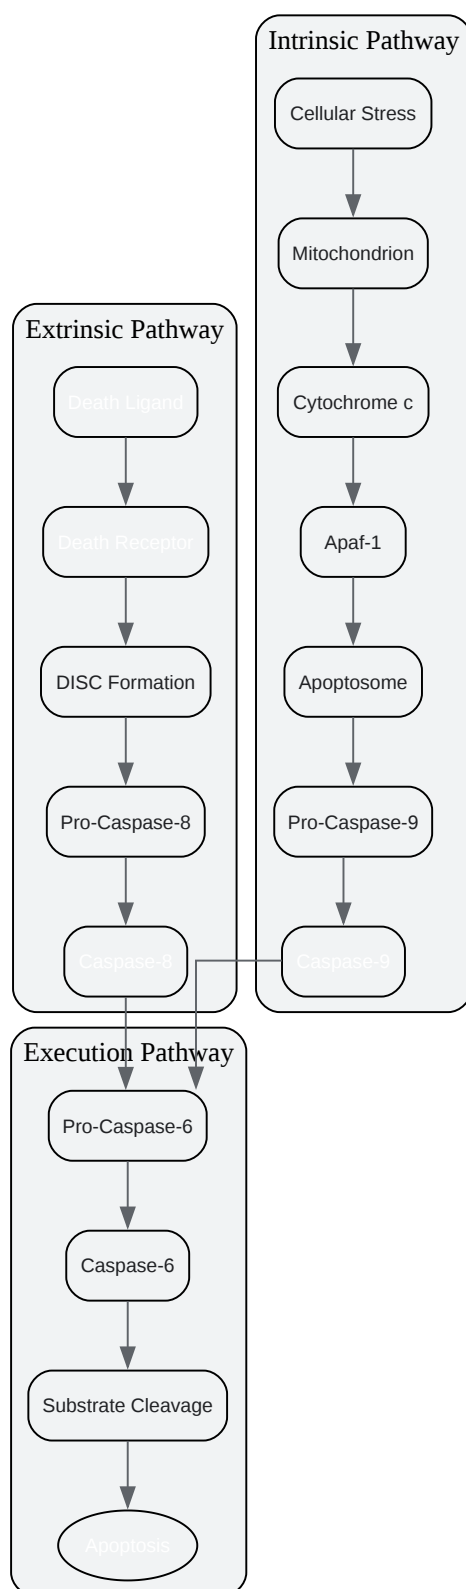 Intrinsic Pathway
Cellular Stress
Mitochondrion
Cytochrome c
Apaf-1
Apoptosome
Pro-Caspase-9
Caspase-9
Extrinsic Pathway
Death Ligand
Death Receptor
DISC Formation
Pro-Caspase-8
Caspase-8
Execution Pathway
Pro-Caspase-6
Caspase-6
Substrate Cleavage
Apoptosis